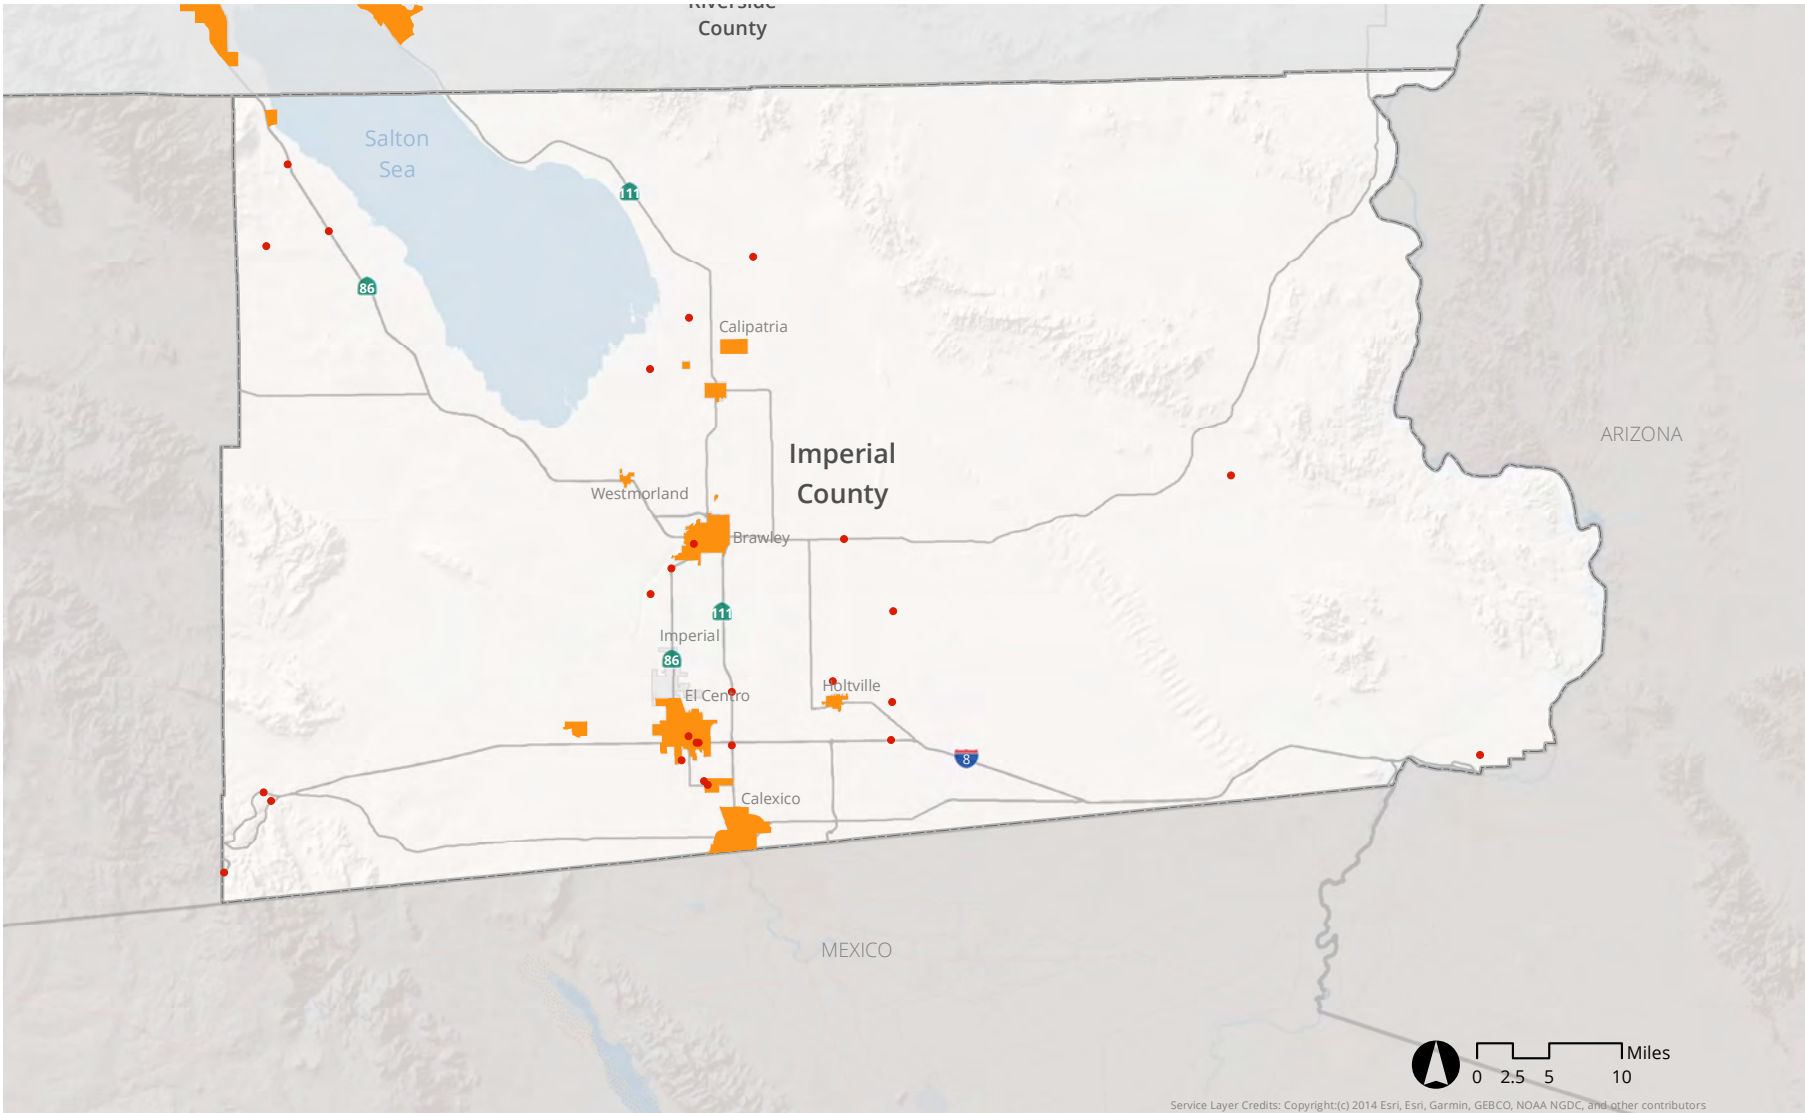 Riverside
County
Salton
Sea
111
86
Calipatria
Imperial
County
ARIZONA
Westmorland
Brawley
111
Imperial
86
El Centro
Holtville
8
Calexico
MEXICO
Miles
0 2.5 5 10
Service Layer Credits: Copyright:(c) 2014 Esri, Esri, Garmin, GEBCO, NOAA NGDC, and other contributors